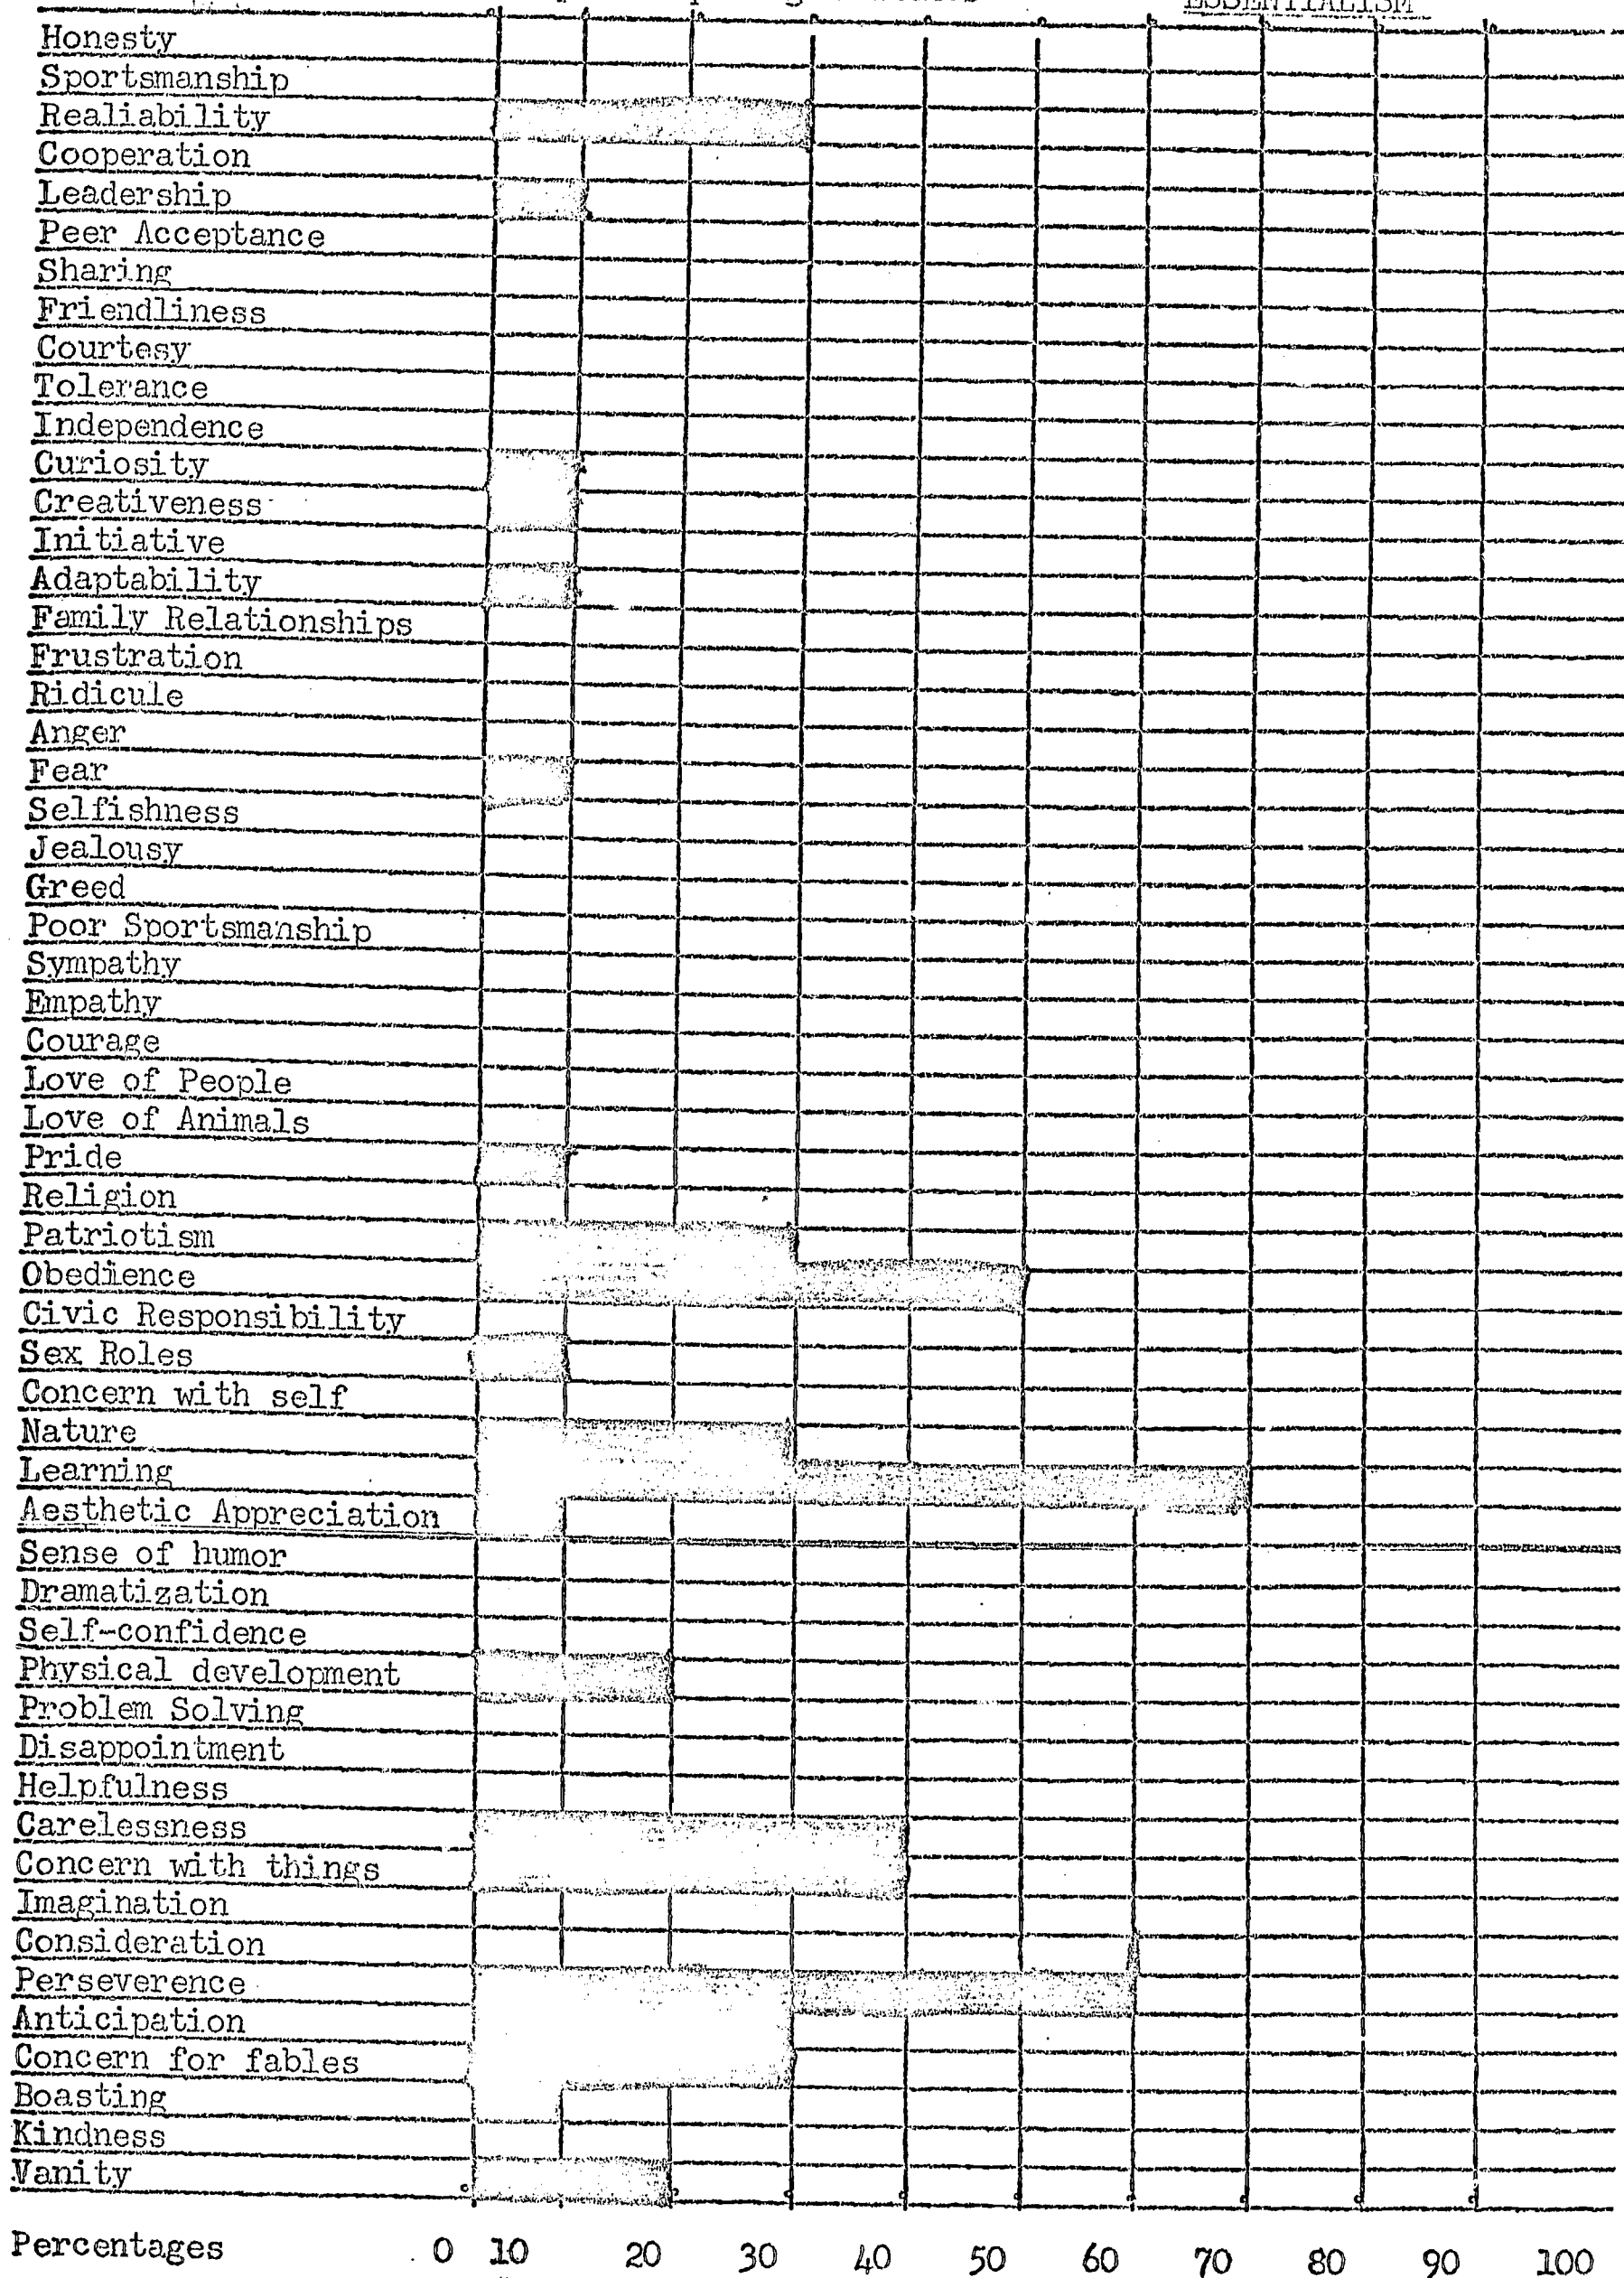 ESSENTIALISM
Honesty
Sportsmanship
Realiability
Cooperation
Leadership
Peer Acceptance
Sharing
Friendliness
Courtesy
Tolerance
Independence
Curiosity
Creativeness
Initiative
Adaptability
Family Relationships
Frustration
Ridicule
Anger
Fear
Selfishness
Jealousy
Greed
Poor Sportsmanship
Sympathy
Empathy
Courage
Love of People
Love of Animals
Pride
Religion
Patriotism
Obedience
Civic Responsibility
Sex Roles
Concern with self
Nature
Learning
Aesthetic Appreciation
Sense of humor
Dramatization
Self-confidence
Physical development
Problem Solving
Disappointment
Helpfulness
Carelessness
Concern with things
Imagination
Consideration
Perseverence
Anticipation
Concern for fables
Boasting
Kindness
Vanity
Percentages 0 10 20 30 40 50 60 70 80 90 100